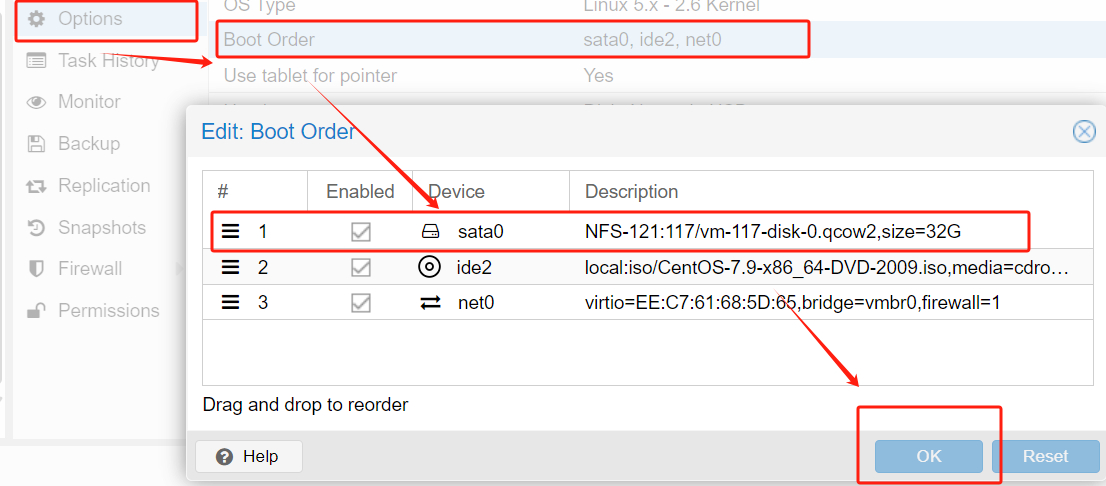 Options
OS Type Linux 5.x - 2.6 Kernel
Boot Order sata0, ide2, net0
Task History
Use tablet for pointer Yes
Monitor
Backup
Replication
Snapshots
Firewall
Permissions
Edit: Boot Order
# Enabled Device Description
1 sata0 NFS-121:117/vm-117-disk-0.qcow2,size=32G
2 ide2 local:iso/CentOS-7.9-x86_64-DVD-2009.iso,media=cdro...
3 net0 virtio=EE:C7:61:68:5D:65,bridge=vmbr0,firewall=1
Drag and drop to reorder
Help OK Reset